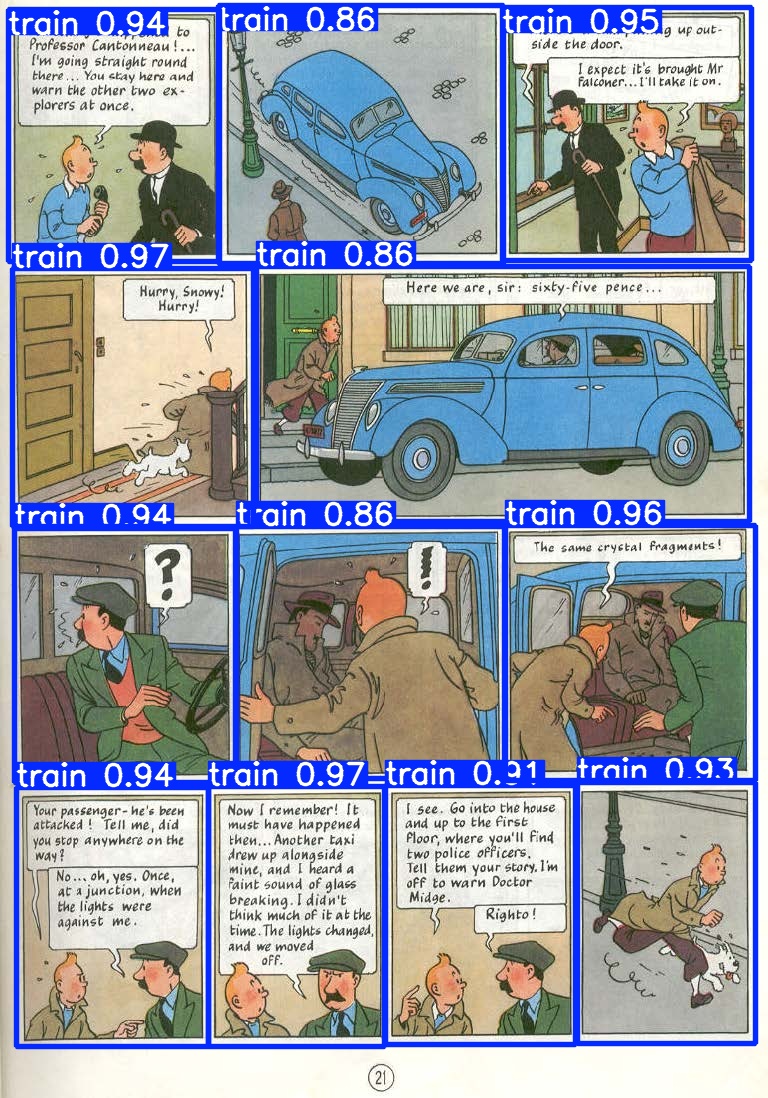 train 0.94
to
Professor Cantonneau!...
I'm going straight round
there... You stay here and
warn the other two ex-
plorers at once.
train 0.86
train 0.95
up out-
side the door.
I expect it's brought Mr
Falconer... I'll take it on.
train 0.97
Hurry, Snowy!
Hurry!
train 0.86
Here we are, sir: sixty-five pence...
train 0.94
?
train 0.86
!
train 0.96
The same crystal fragments!
train 0.94
Your passenger - he's been
attacked! Tell me, did
you stop anywhere on the
way?
No... oh, yes. Once,
at a junction, when
the lights were
against me.
train 0.97
Now I remember! It
must have happened
then... Another taxi
drew up alongside
mine, and I heard a
faint sound of glass
breaking. I didn't
think much of it at the
time. The lights changed,
and we moved
off.
train 0.91
I see. Go into the house
and up to the first
floor, where you'll find
two police officers.
Tell them your story. I'm
off to warn Doctor
Midge.
Righto!
train 0.93
21